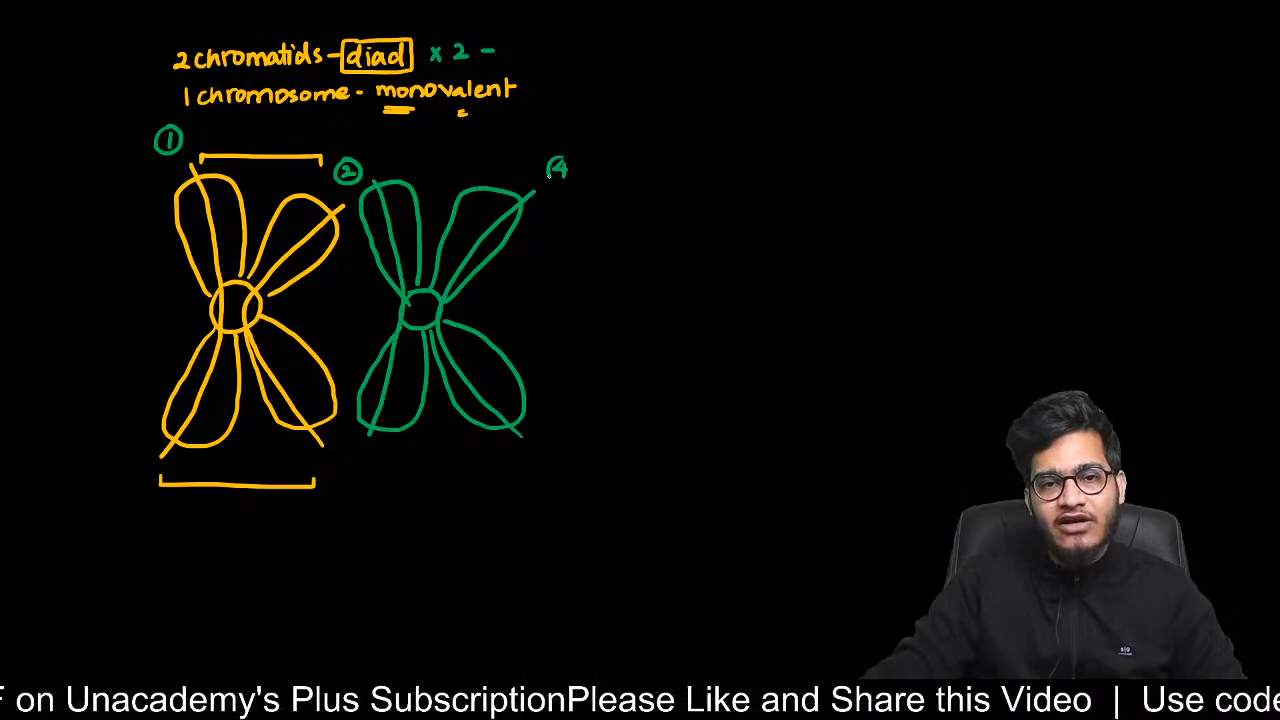 2 chromatids - diad × 2 -
1 chromosome - monovalent
①
②
④
F on Unacademy's Plus SubscriptionPlease Like and Share this Video | Use code